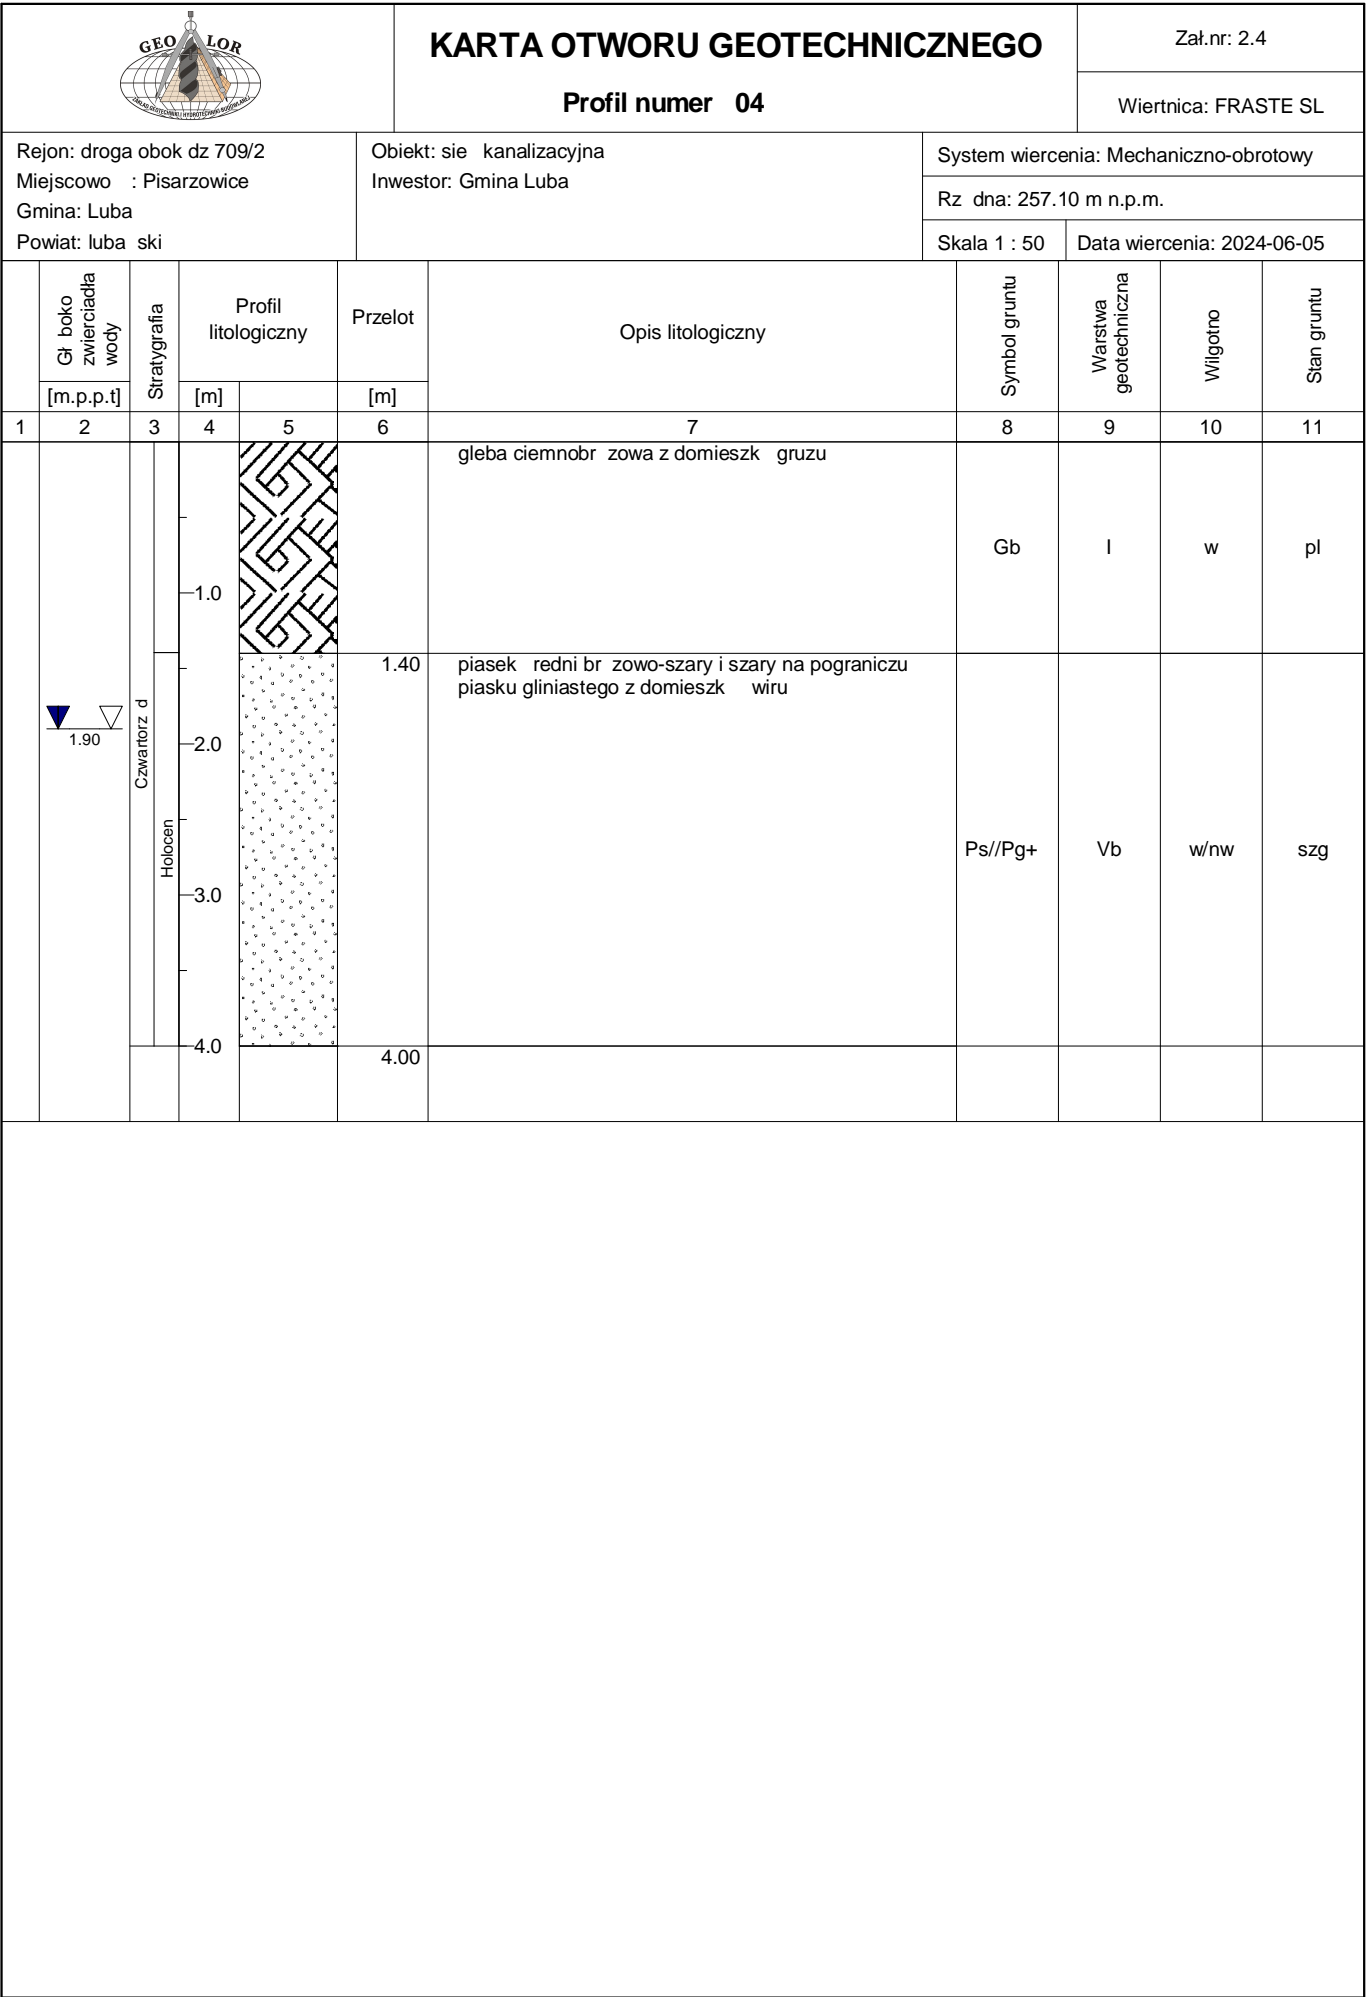 GEO LOR
ZAKŁAD GEOTECHNIKI I HYDROTECHNIKI BUDOWLANEJ
KARTA OTWORU GEOTECHNICZNEGO
Profil numer 04
Zał.nr: 2.4
Wiertnica: FRASTE SL
Rejon: droga obok dz 709/2
Miejscowo : Pisarzowice
Gmina: Luba
Powiat: luba ski
Obiekt: sie kanalizacyjna
Inwestor: Gmina Luba
System wiercenia: Mechaniczno-obrotowy
Rz dna: 257.10 m n.p.m.
Skala 1 : 50
Data wiercenia: 2024-06-05
Gł boko
zwierciadła
wody
[m.p.p.t]
Stratygrafia
Profil
litologiczny
[m]
Przelot
[m]
Opis litologiczny
Symbol gruntu
Warstwa
geotechniczna
Wilgotno
Stan gruntu
1 2 3 4 5 6 7 8 9 10 11
gleba ciemnobr zowa z domieszk gruzu
Gb I w pl
1.0
1.40
piasek redni br zowo-szary i szary na pograniczu
piasku gliniastego z domieszk wiru
1.90
Czwartorz d
Holocen
2.0
Ps//Pg+ Vb w/nw szg
3.0
4.0
4.00